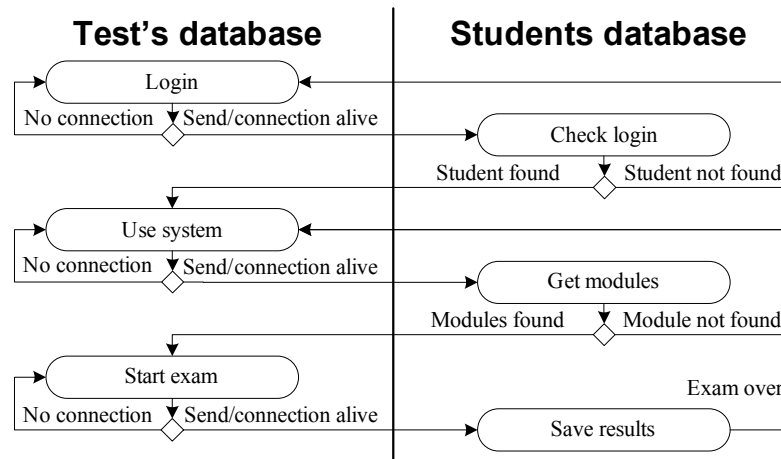 Test's database
Students database
Login
No connection
Send/connection alive
Check login
Student found
Student not found
Use system
No connection
Send/connection alive
Get modules
Modules found
Module not found
Start exam
Exam over
No connection
Send/connection alive
Save results